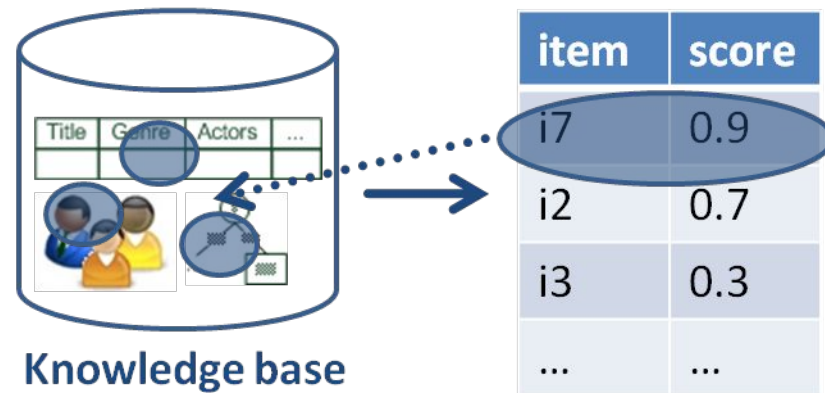 Title Genre Actors ...
Knowledge base
item score
i7 0.9
i2 0.7
i3 0.3
... ...